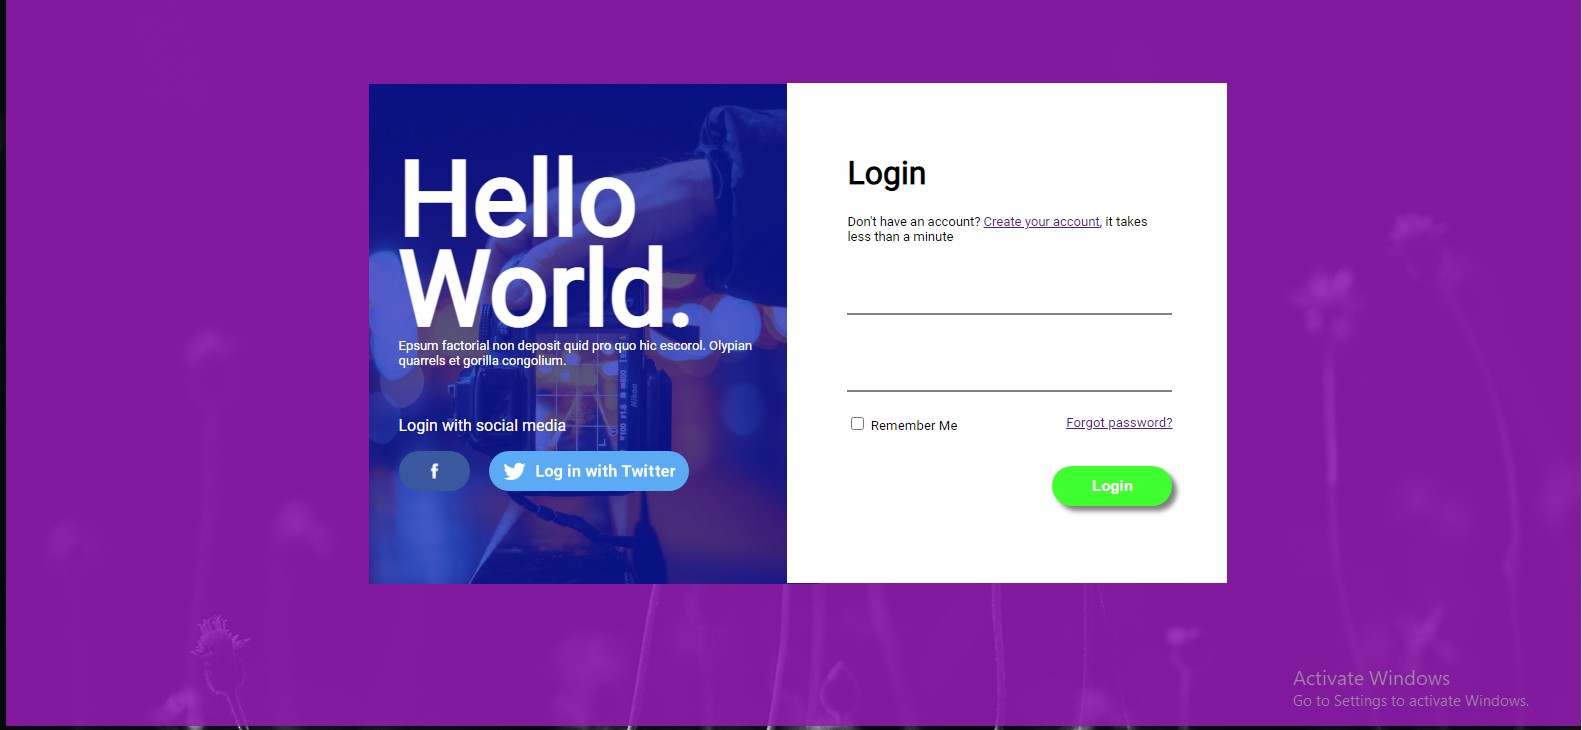 Hello
World.
Epsum factorial non deposit quid pro quo hic escorol. Olypian
quarrels et gorilla congolium.
Login with social media
f
Log in with Twitter
Login
Don't have an account? Create your account, it takes
less than a minute
Remember Me
Forgot password?
Login
Activate Windows
Go to Settings to activate Windows.